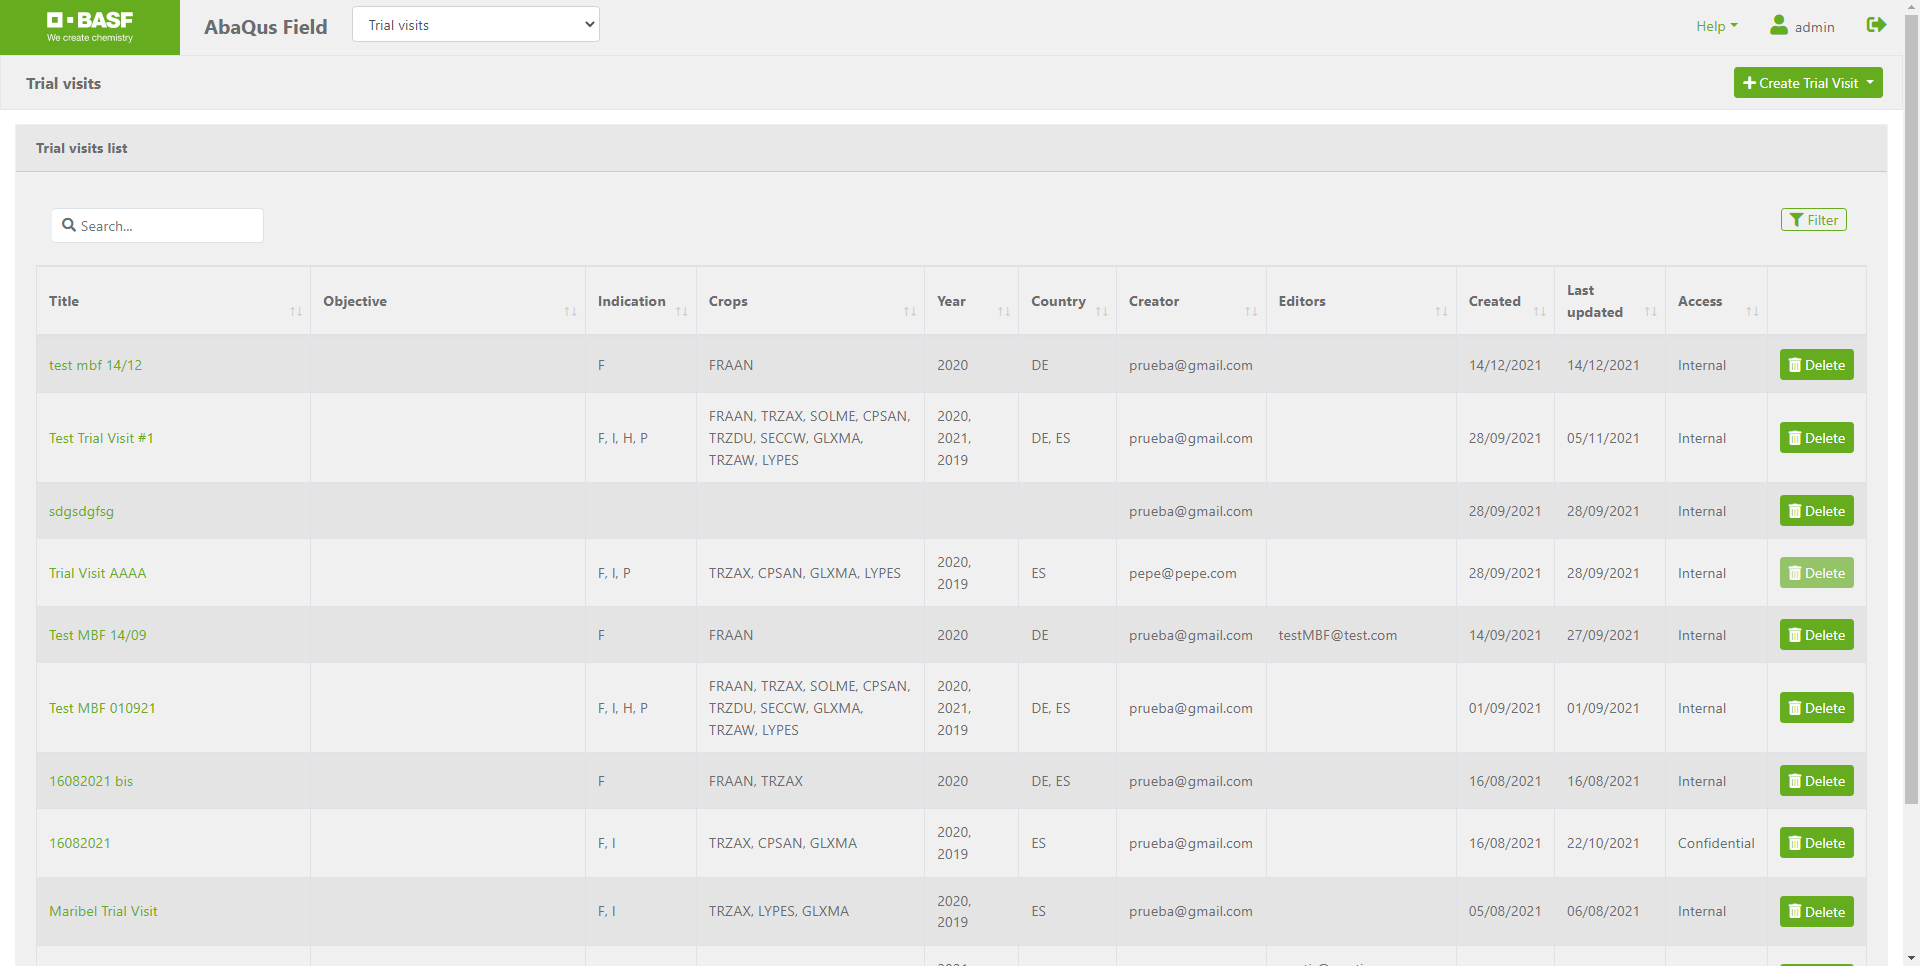 BASF
We create chemistry
AbaQus Field
Trial visits
Help
admin
Trial visits
Create Trial Visit
Trial visits list
Search...
Filter
Title Objective Indication Crops Year Country Creator Editors Created Last updated Access
test mbf 14/12 F FRAAN 2020 DE prueba@gmail.com 14/12/2021 14/12/2021 Internal Delete
Test Trial Visit #1 F, I, H, P FRAAN, TRZAX, SOLME, CPSAN, TRZDU, SECCW, GLXMA, TRZAW, LYPES 2020, 2021, 2019 DE, ES prueba@gmail.com 28/09/2021 05/11/2021 Internal Delete
sdgsdgfsg prueba@gmail.com 28/09/2021 28/09/2021 Internal Delete
Trial Visit AAAA F, I, P TRZAX, CPSAN, GLXMA, LYPES 2020, 2019 ES pepe@pepe.com 28/09/2021 28/09/2021 Internal Delete
Test MBF 14/09 F FRAAN 2020 DE prueba@gmail.com testMBF@test.com 14/09/2021 27/09/2021 Internal Delete
Test MBF 010921 F, I, H, P FRAAN, TRZAX, SOLME, CPSAN, TRZDU, SECCW, GLXMA, TRZAW, LYPES 2020, 2021, 2019 DE, ES prueba@gmail.com 01/09/2021 01/09/2021 Internal Delete
16082021 bis F FRAAN, TRZAX 2020 DE, ES prueba@gmail.com 16/08/2021 16/08/2021 Internal Delete
16082021 F, I TRZAX, CPSAN, GLXMA 2020, 2019 ES prueba@gmail.com 16/08/2021 22/10/2021 Confidential Delete
Maribel Trial Visit F, I TRZAX, LYPES, GLXMA 2020, 2019 ES prueba@gmail.com 05/08/2021 06/08/2021 Internal Delete